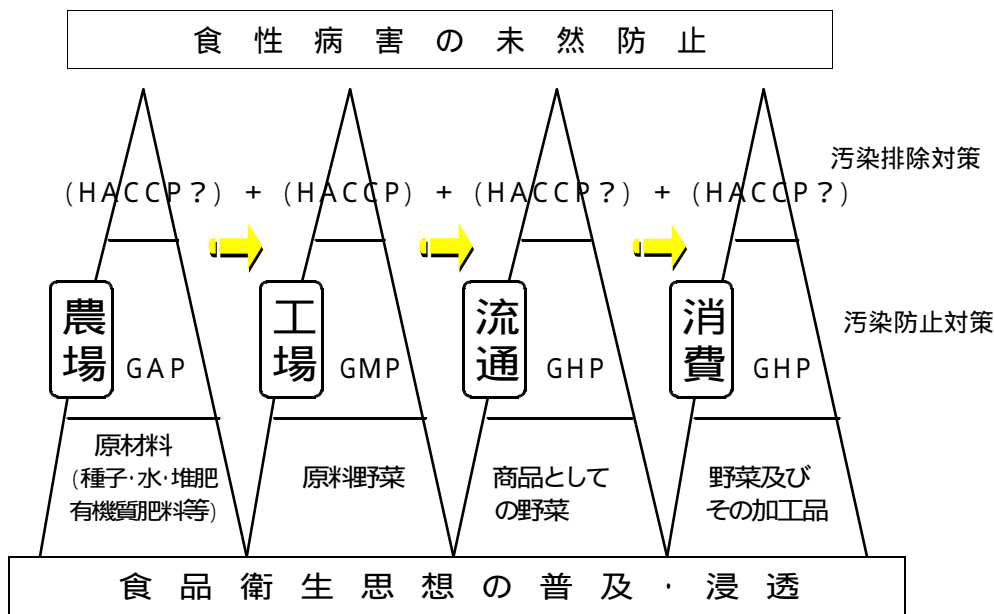 食性病害の未然防止
汚染排除対策
(HACCP?) + (HACCP) + (HACCP?) + (HACCP?)
農場
GAP
工場
GMP
流通
GHP
消費
GHP
汚染防止対策
原材料
(種子・水・堆肥
有機質肥料等)
原料野菜
商品として
の野菜
野菜及び
その加工品
食品衛生思想の普及・浸透